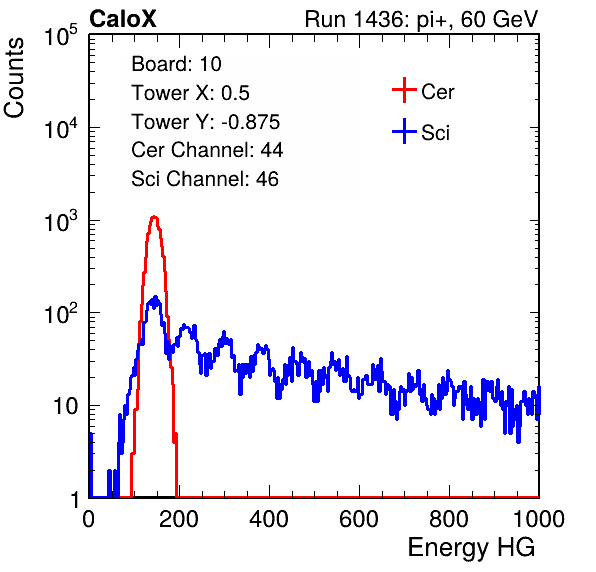 CaloX Run 1436: pi+, 60 GeV
Board: 10
Tower X: 0.5
Tower Y: -0.875
Cer Channel: 44
Sci Channel: 46
Cer
Sci
Counts
10^5
10^4
10^3
10^2
10
1
0 200 400 600 800 1000
Energy HG